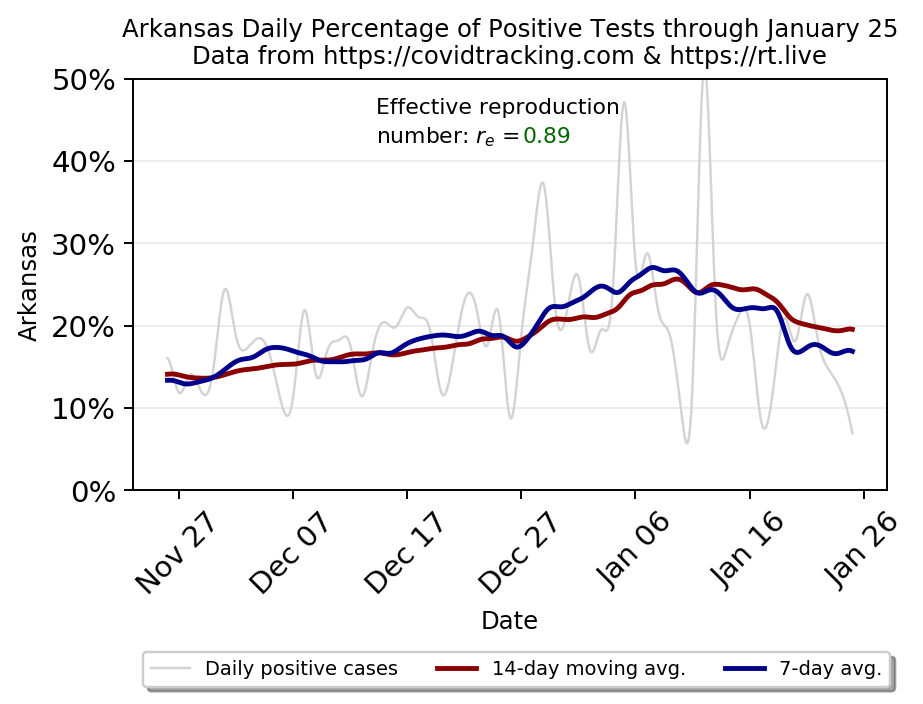 Arkansas Daily Percentage of Positive Tests through January 25
Data from https://covidtracking.com & https://rt.live
50%
Effective reproduction
number: rₑ =0.89
40%
30%
Arkansas
20%
10%
0%
Nov 27
Dec 07
Dec 17
Dec 27
Jan 06
Jan 16
Jan 26
Date
Daily positive cases
14-day moving avg.
7-day avg.